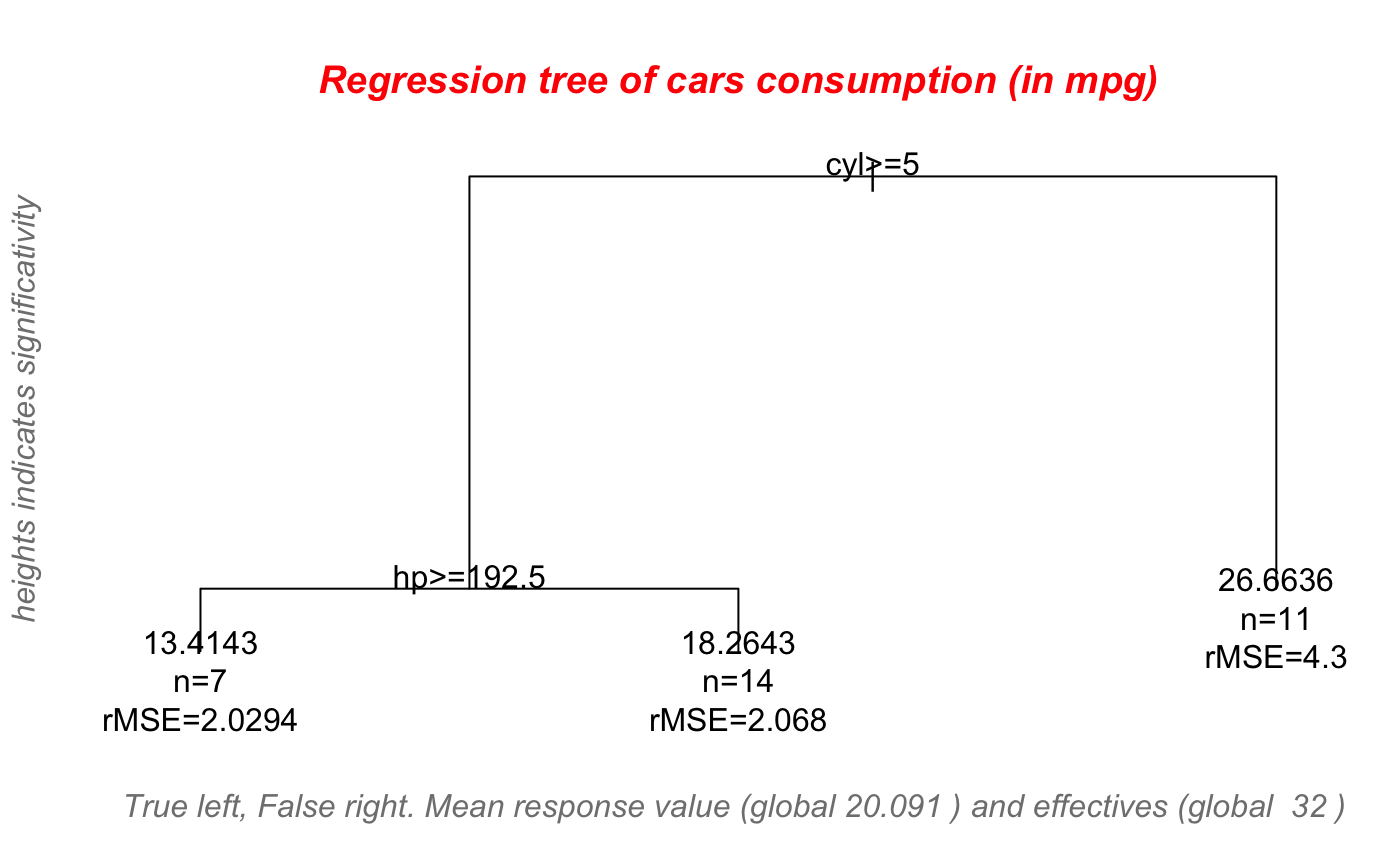 Regression tree of cars consumption (in mpg)
cyl>=5
heights indicates significativity
hp>=192.5
13.4143
n=7
rMSE=2.0294
18.2643
n=14
rMSE=2.068
26.6636
n=11
rMSE=4.3
True left, False right. Mean response value (global 20.091 ) and effectives (global  32 )